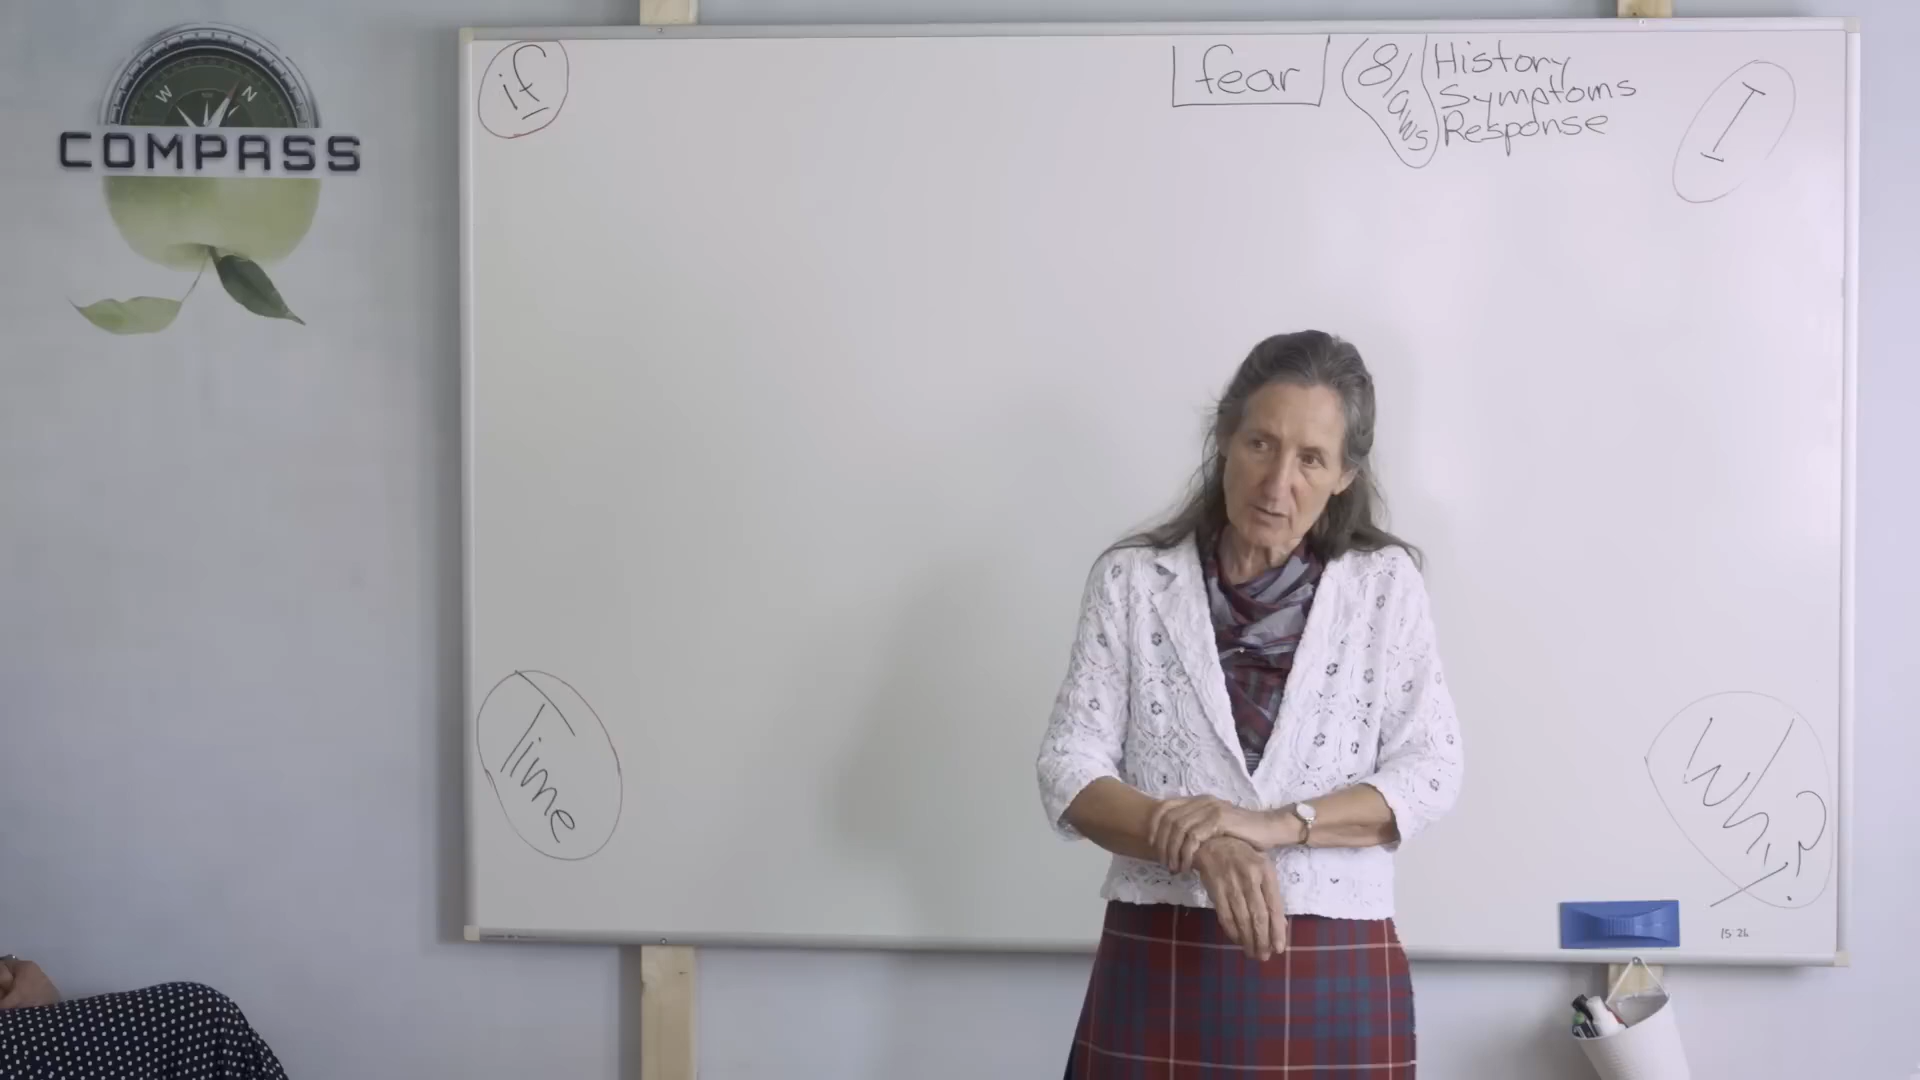 W N
COMPASS
if
fear
8 laws
History
Symptoms
Response
I
Time
Why?
15:26